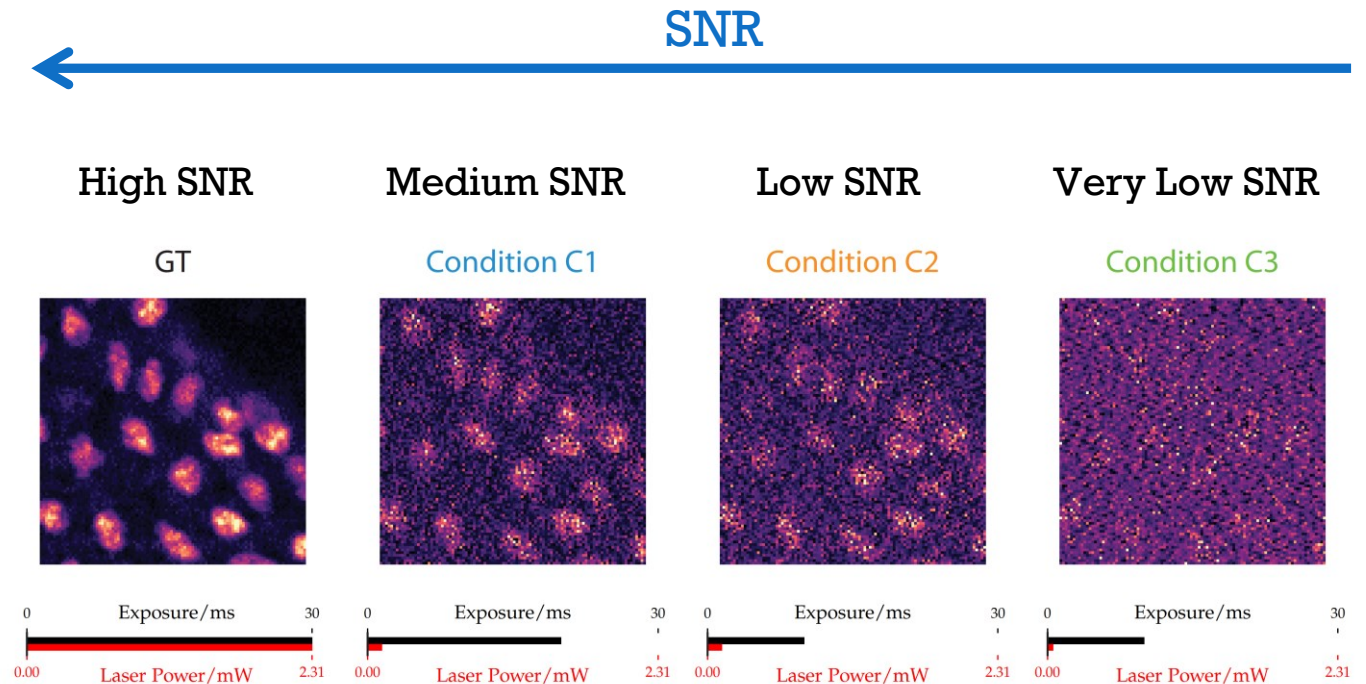 SNR
High SNR Medium SNR Low SNR Very Low SNR
GT Condition C1 Condition C2 Condition C3
0 Exposure/ms 30 0 Exposure/ms 30 0 Exposure/ms 30 0 Exposure/ms 30
0.00 Laser Power/mW 2.31 0.00 Laser Power/mW 2.31 0.00 Laser Power/mW 2.31 0.00 Laser Power/mW 2.31